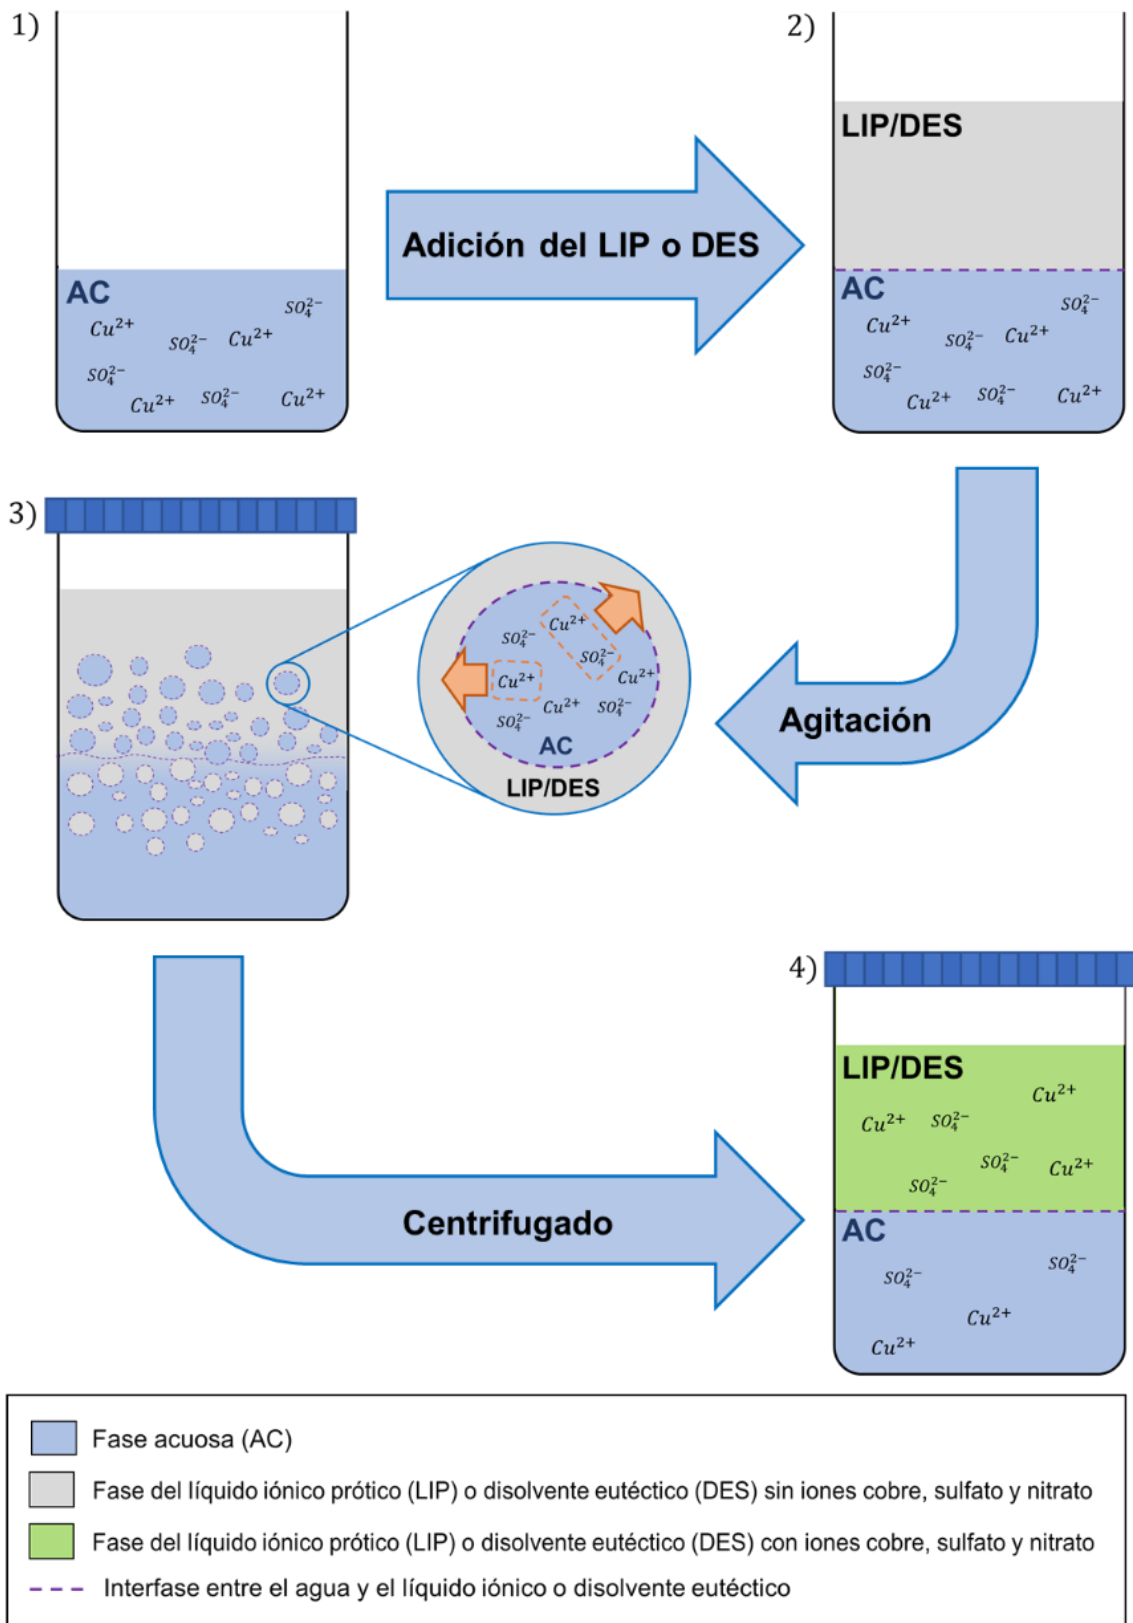 1)
AC
SO₄²⁻
Cu²⁺
SO₄²⁻ Cu²⁺
SO₄²⁻
Cu²⁺ SO₄²⁻ Cu²⁺
Adición del LIP o DES
2)
LIP/DES
AC
SO₄²⁻
Cu²⁺
SO₄²⁻ Cu²⁺
SO₄²⁻
Cu²⁺ SO₄²⁻ Cu²⁺
Agitación
3)
Cu²⁺
SO₄²⁻
SO₄²⁻
Cu²⁺ Cu²⁺
Cu²⁺
SO₄²⁻ SO₄²⁻
AC
LIP/DES
Centrifugado
4)
LIP/DES
Cu²⁺
Cu²⁺ SO₄²⁻
SO₄²⁻ Cu²⁺
SO₄²⁻
AC
SO₄²⁻
SO₄²⁻
Cu²⁺
Cu²⁺
Fase acuosa (AC)
Fase del líquido iónico prótico (LIP) o disolvente eutéctico (DES) sin iones cobre, sulfato y nitrato
Fase del líquido iónico prótico (LIP) o disolvente eutéctico (DES) con iones cobre, sulfato y nitrato
Interfase entre el agua y el líquido iónico o disolvente eutéctico